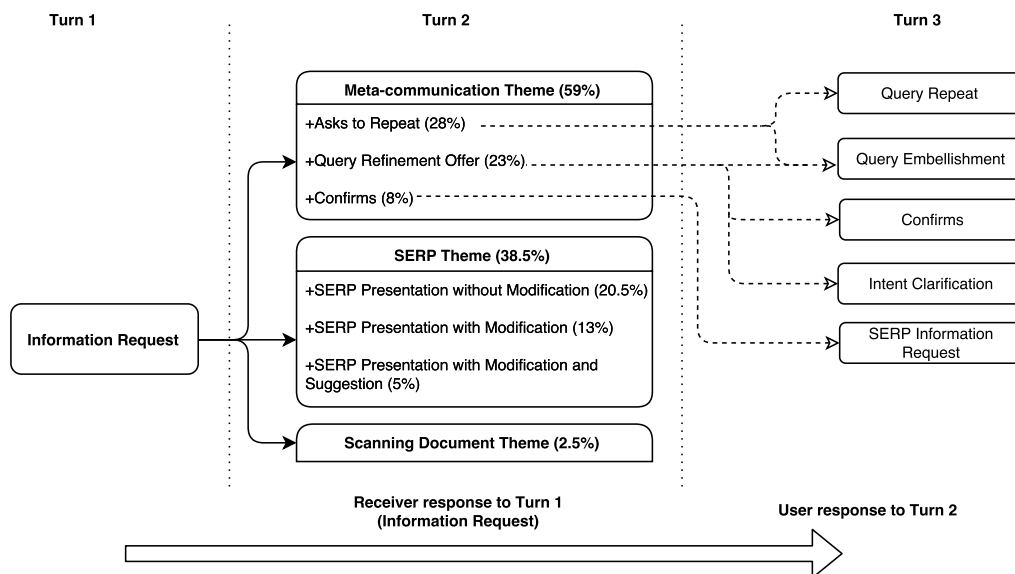 Turn 1
Turn 2
Turn 3
Meta-communication Theme (59%)
+Asks to Repeat (28%)
+Query Refinement Offer (23%)
+Confirms (8%)
SERP Theme (38.5%)
+SERP Presentation without Modification (20.5%)
+SERP Presentation with Modification (13%)
+SERP Presentation with Modification and
Suggestion (5%)
Scanning Document Theme (2.5%)
Information Request
Query Repeat
Query Embellishment
Confirms
Intent Clarification
SERP Information
Request
Receiver response to Turn 1
(Information Request)
User response to Turn 2